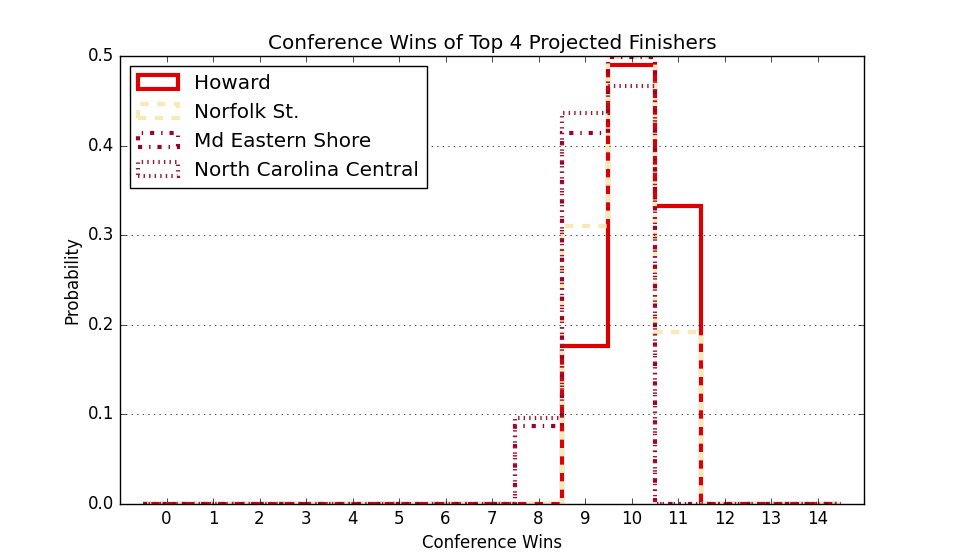 Conference Wins of Top 4 Projected Finishers
Howard
Norfolk St.
Md Eastern Shore
North Carolina Central
Probability
0.5
0.4
0.3
0.2
0.1
0.0
0 1 2 3 4 5 6 7 8 9 10 11 12 13 14
Conference Wins